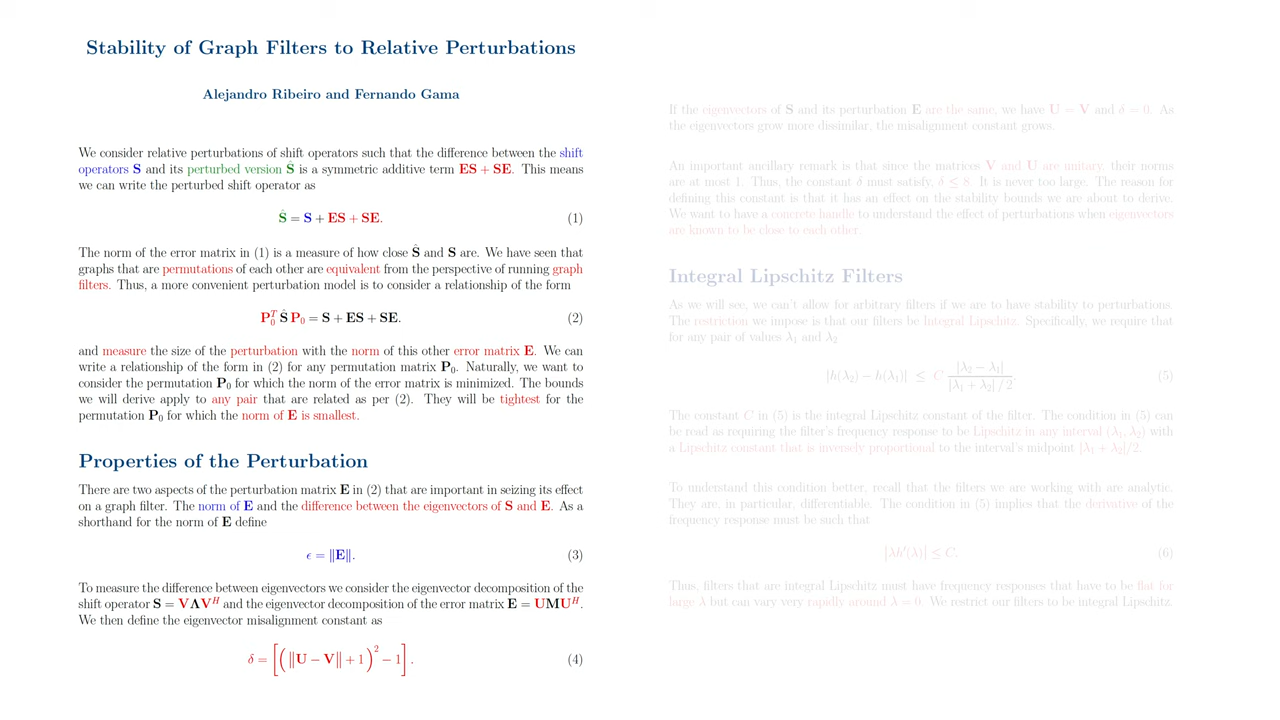 Stability of Graph Filters to Relative Perturbations
Alejandro Ribeiro and Fernando Gama
We consider relative perturbations of shift operators such that the difference between the shift
operators S and its perturbed version Ŝ is a symmetric additive term ES + SE. This means
we can write the perturbed shift operator as
Ŝ = S + ES + SE. (1)
The norm of the error matrix in (1) is a measure of how close Ŝ and S are. We have seen that
graphs that are permutations of each other are equivalent from the perspective of running graph
filters. Thus, a more convenient perturbation model is to consider a relationship of the form
P₀ᵀ Ŝ P₀ = S + ES + SE. (2)
and measure the size of the perturbation with the norm of this other error matrix E. We can
write a relationship of the form in (2) for any permutation matrix P₀. Naturally, we want to
consider the permutation P₀ for which the norm of the error matrix is minimized. The bounds
we will derive apply to any pair that are related as per (2). They will be tightest for the
permutation P₀ for which the norm of E is smallest.
Properties of the Perturbation
There are two aspects of the perturbation matrix E in (2) that are important in seizing its effect
on a graph filter. The norm of E and the difference between the eigenvectors of S and E. As a
shorthand for the norm of E define
ϵ = ‖E‖. (3)
To measure the difference between eigenvectors we consider the eigenvector decomposition of the
shift operator S = VΛVᴴ and the eigenvector decomposition of the error matrix E = UMUᴴ.
We then define the eigenvector misalignment constant as
δ = [( ‖U − V‖ + 1 )² − 1]. (4)
If the eigenvectors of S and its perturbation E are the same, we have U = V and δ = 0. As
the eigenvectors grow more dissimilar, the misalignment constant grows.
An important ancillary remark is that since the matrices V and U are unitary, their norms
are at most 1. Thus, the constant δ must satisfy, δ ≤ 8. It is never too large. The reason for
defining this constant is that it has an effect on the stability bounds we are about to derive.
We want to have a concrete handle to understand the effect of perturbations when eigenvectors
are known to be close to each other.
Integral Lipschitz Filters
As we will see, we can't allow for arbitrary filters if we are to have stability to perturbations.
The restriction we impose is that our filters be Integral Lipschitz. Specifically, we require that
for any pair of values λ₁ and λ₂
|h(λ₂) − h(λ₁)| ≤ C |λ₂ − λ₁| / (|λ₁ + λ₂| / 2). (5)
The constant C in (5) is the integral Lipschitz constant of the filter. The condition in (5) can
be read as requiring the filter's frequency response to be Lipschitz in any interval (λ₁, λ₂) with
a Lipschitz constant that is inversely proportional to the interval's midpoint |λ₁ + λ₂|/2.
To understand this condition better, recall that the filters we are working with are analytic.
They are, in particular, differentiable. The condition in (5) implies that the derivative of the
frequency response must be such that
|λh′(λ)| ≤ C. (6)
Thus, filters that are integral Lipschitz must have frequency responses that have to be flat for
large λ but can vary very rapidly around λ = 0. We restrict our filters to be integral Lipschitz.